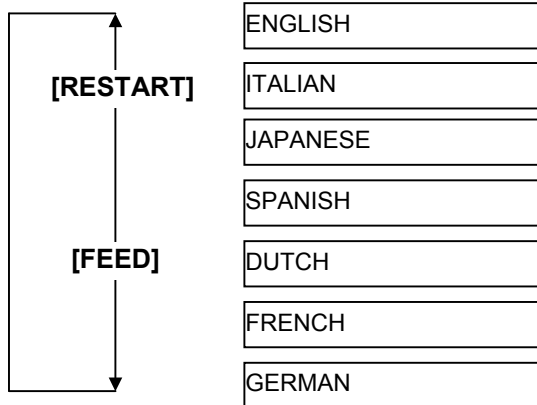 ENGLISH
[RESTART]
ITALIAN
JAPANESE
SPANISH
[FEED]
DUTCH
FRENCH
GERMAN